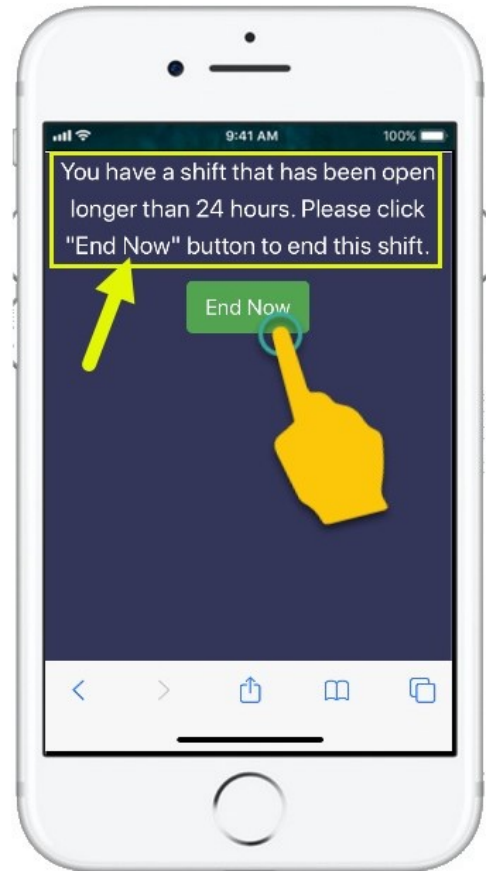 9:41 AM 100%
You have a shift that has been open
longer than 24 hours. Please click
"End Now" button to end this shift.
End Now